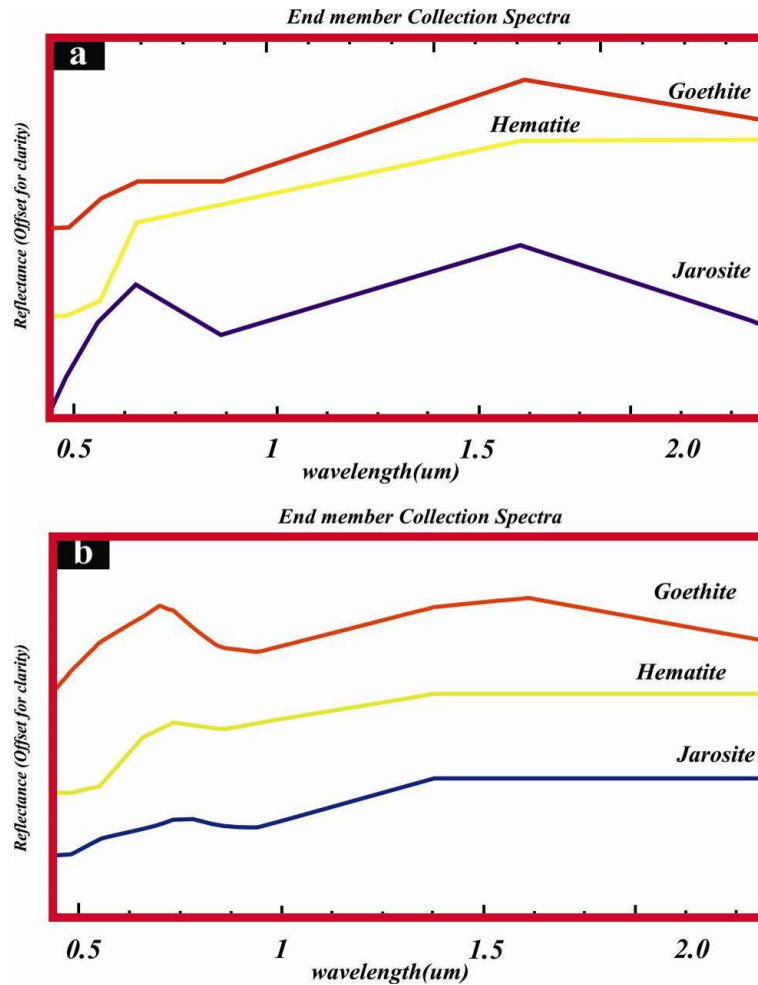 End member Collection Spectra
a
Goethite
Hematite
Jarosite
Reflectance (Offset for clarity)
0.5 1 1.5 2.0
wavelength(um)
End member Collection Spectra
b
Goethite
Hematite
Jarosite
Reflectance (Offset for clarity)
0.5 1 1.5 2.0
wavelength(um)